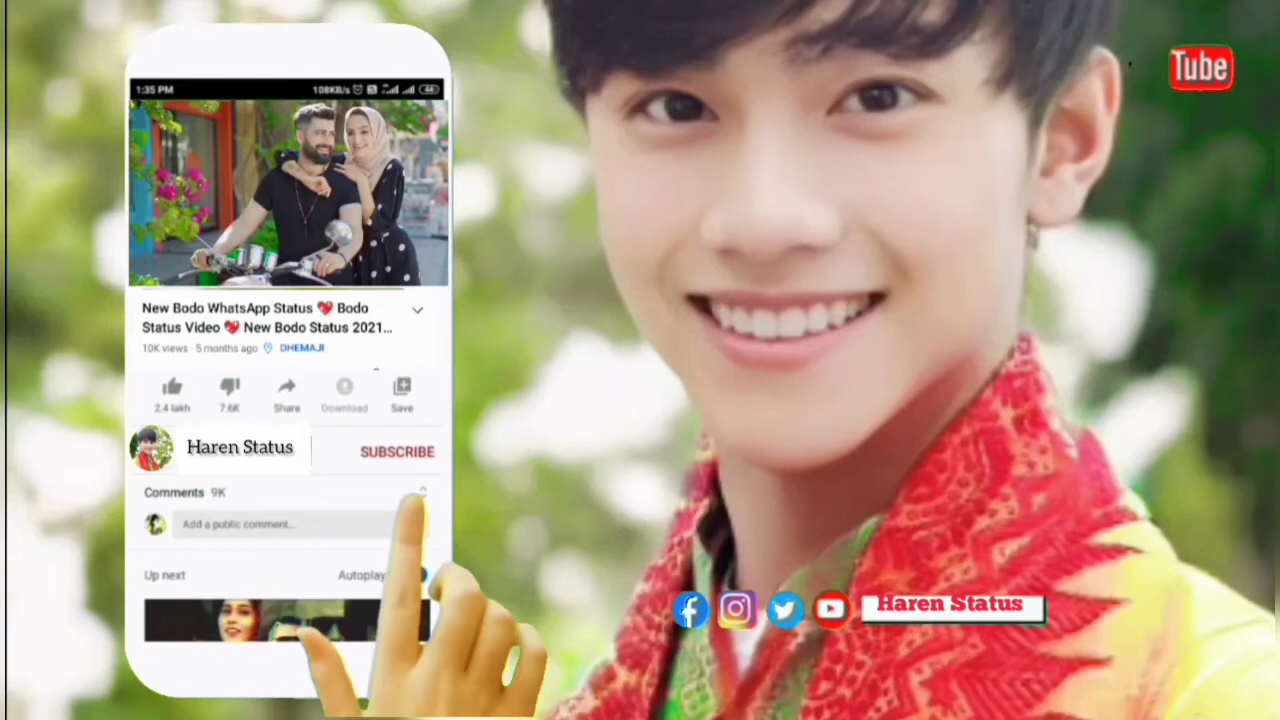 1:35 PM 108KB/s 44
New Bodo WhatsApp Status 💖 Bodo
Status Video 💖 New Bodo Status 2021...
10K views · 5 months ago DHEMAJI
2.4 lakh 7.6K Share Download Save
Haren Status SUBSCRIBE
Comments 9K
Add a public comment...
Up next Autoplay
Tube
Haren Status